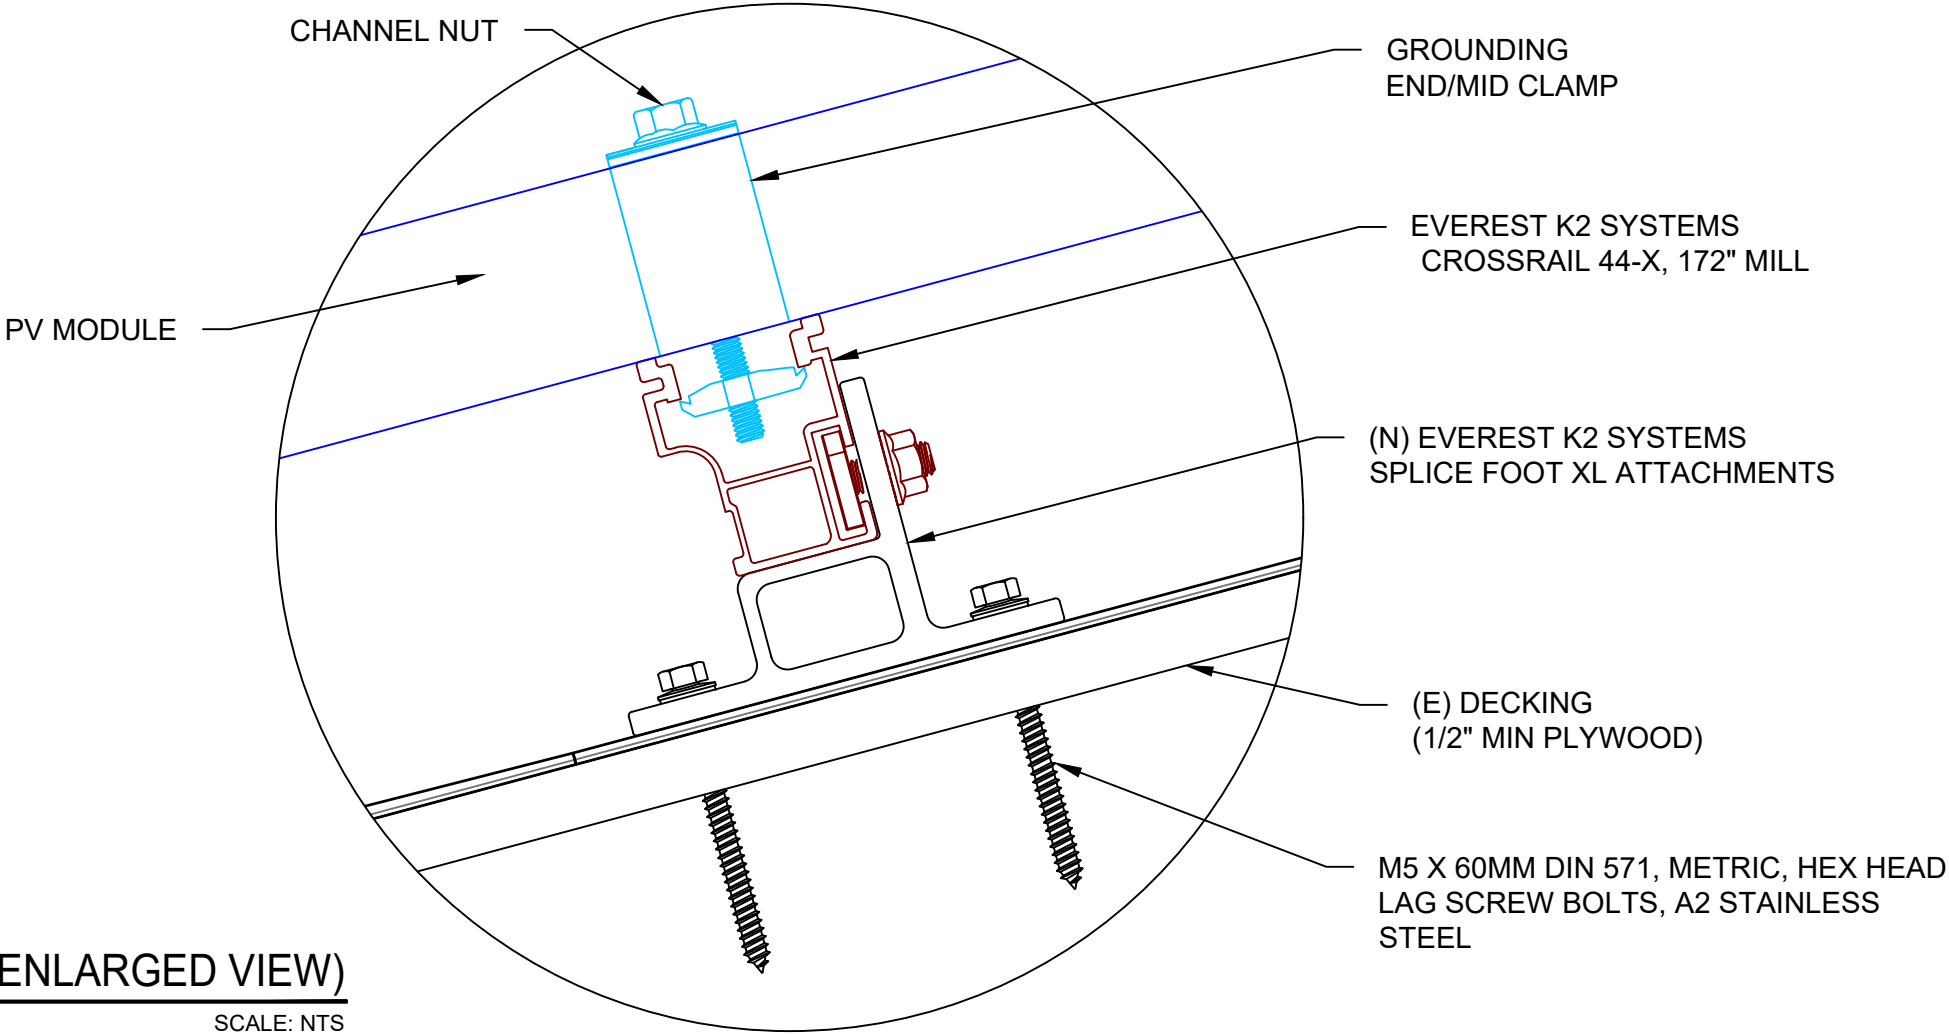 CHANNEL NUT
GROUNDING
END/MID CLAMP
EVEREST K2 SYSTEMS
CROSSRAIL 44-X, 172" MILL
PV MODULE
(N) EVEREST K2 SYSTEMS
SPLICE FOOT XL ATTACHMENTS
(E) DECKING
(1/2" MIN PLYWOOD)
M5 X 60MM DIN 571, METRIC, HEX HEAD
LAG SCREW BOLTS, A2 STAINLESS
STEEL
ENLARGED VIEW)
SCALE: NTS